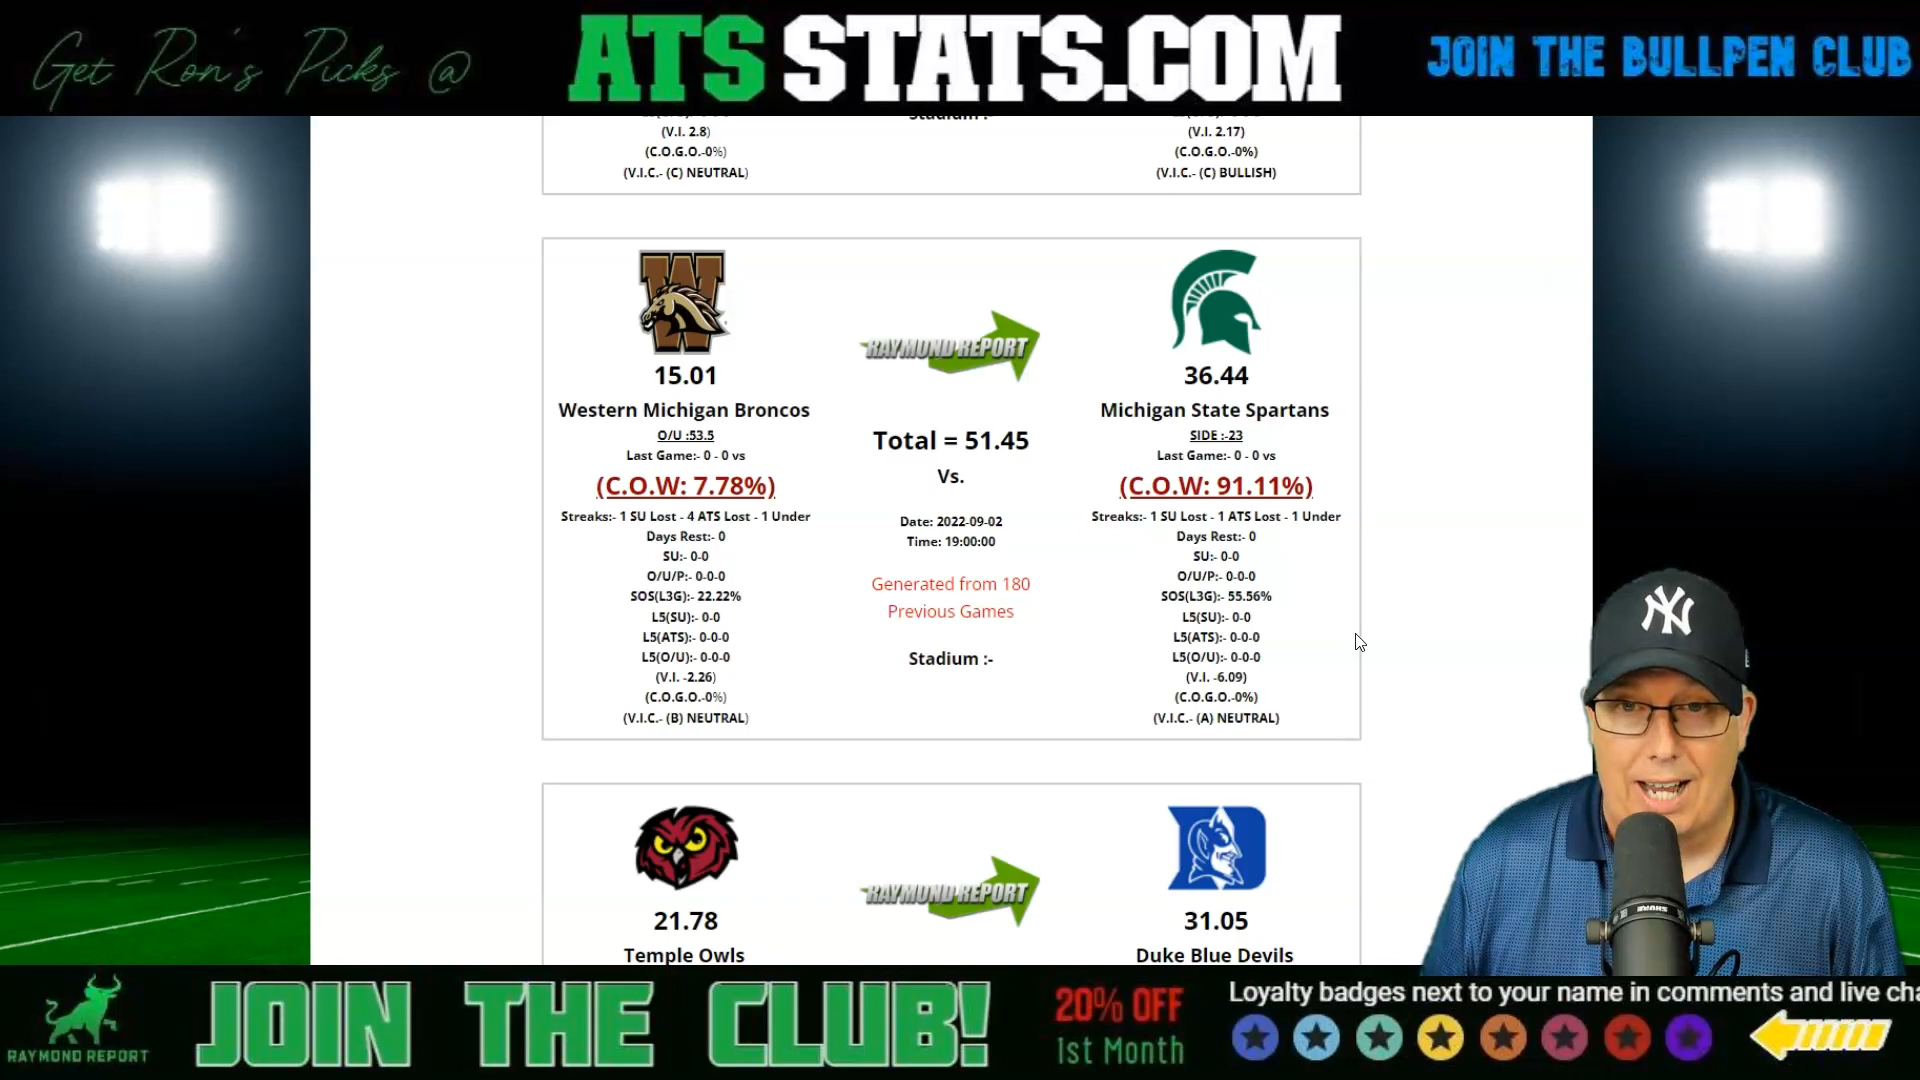 Get Ron's Picks @
ATS STATS.COM
JOIN THE BULLPEN CLUB
Stadium :-
(V.I. 2.8)
(C.O.G.O.-0%)
(V.I.C.- (C) NEUTRAL)
(V.I. 2.17)
(C.O.G.O.-0%)
(V.I.C.- (C) BULLISH)
W
15.01
Western Michigan Broncos
O/U :53.5
Last Game:- 0 - 0 vs
(C.O.W: 7.78%)
Streaks:- 1 SU Lost - 4 ATS Lost - 1 Under
Days Rest:- 0
SU:- 0-0
O/U/P:- 0-0-0
SOS(L3G):- 22.22%
L5(SU):- 0-0
L5(ATS):- 0-0-0
L5(O/U):- 0-0-0
(V.I. -2.26)
(C.O.G.O.-0%)
(V.I.C.- (B) NEUTRAL)
RAYMOND REPORT
Total = 51.45
Vs.
Date: 2022-09-02
Time: 19:00:00
Generated from 180
Previous Games
Stadium :-
36.44
Michigan State Spartans
SIDE :-23
Last Game:- 0 - 0 vs
(C.O.W: 91.11%)
Streaks:- 1 SU Lost - 1 ATS Lost - 1 Under
Days Rest:- 0
SU:- 0-0
O/U/P:- 0-0-0
SOS(L3G):- 55.56%
L5(SU):- 0-0
L5(ATS):- 0-0-0
L5(O/U):- 0-0-0
(V.I. -6.09)
(C.O.G.O.-0%)
(V.I.C.- (A) NEUTRAL)
21.78
Temple Owls
RAYMOND REPORT
D
31.05
Duke Blue Devils
NY
SHURE
RAYMOND REPORT
JOIN THE CLUB!
20% OFF
1st Month
Loyalty badges next to your name in comments and live cha